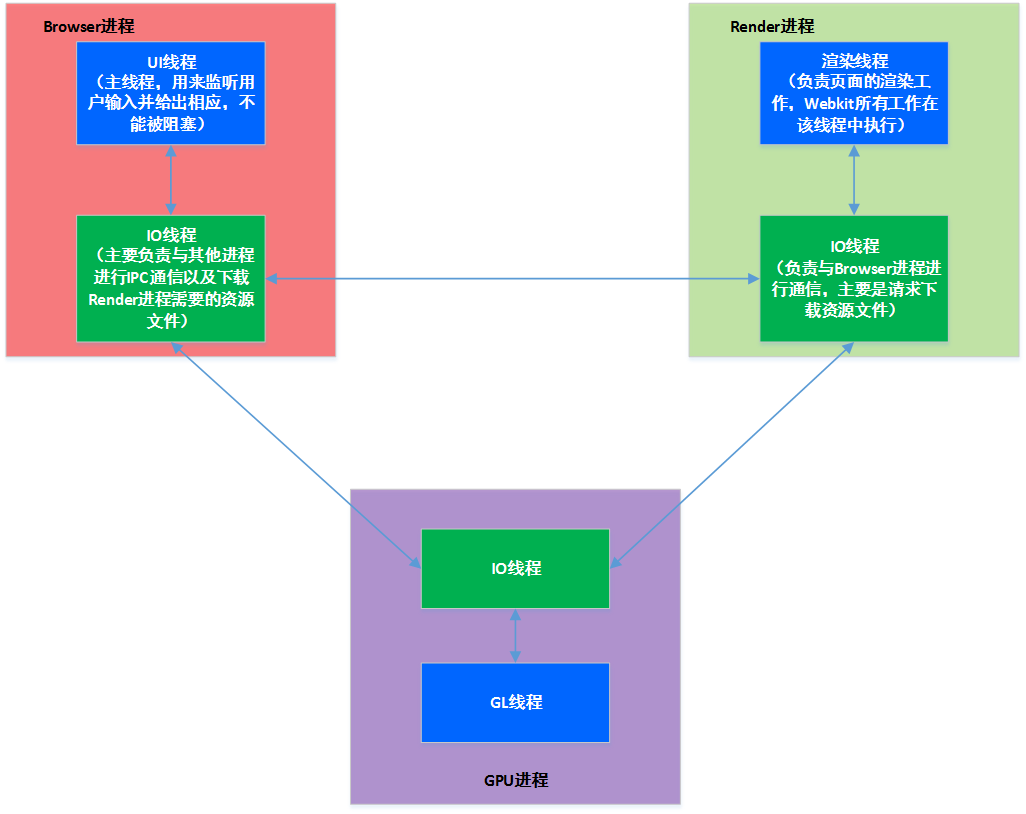 Browser进程
UI线程
（主线程，用来监听用
户输入并给出相应，不
能被阻塞）
IO线程
（主要负责与其他进程
进行IPC通信以及下载
Render进程需要的资源
文件）
Render进程
渲染线程
（负责页面的渲染工
作，Webkit所有工作在
该线程中执行）
IO线程
（负责与Browser进程进
行通信，主要是请求下
载资源文件）
IO线程
GL线程
GPU进程